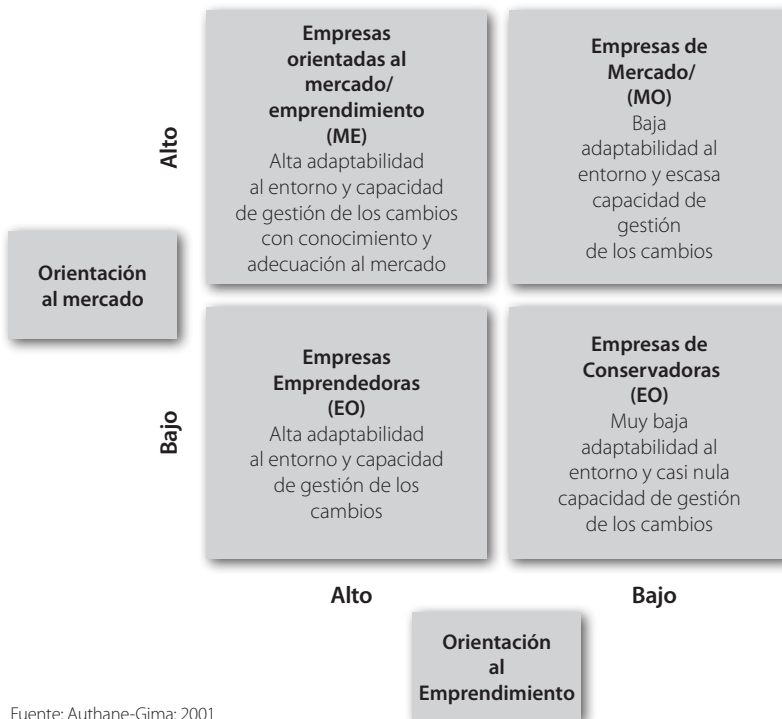 Empresas
orientadas al
mercado/
emprendimiento
(ME)
Alta adaptabilidad
al entorno y capacidad
de gestión de los cambios
con conocimiento y
adecuación al mercado
Empresas de
Mercado/
(MO)
Baja
adaptabilidad al
entorno y escasa
capacidad de
gestión
de los cambios
Alto
Orientación
al mercado
Bajo
Empresas
Emprendedoras
(EO)
Alta adaptabilidad
al entorno y capacidad
de gestión de los
cambios
Empresas de
Conservadoras
(EO)
Muy baja
adaptabilidad al
entorno y casi nula
capacidad de gestión
de los cambios
Alto
Bajo
Orientación
al
Emprendimiento
Fuente: Authane-Gima; 2001